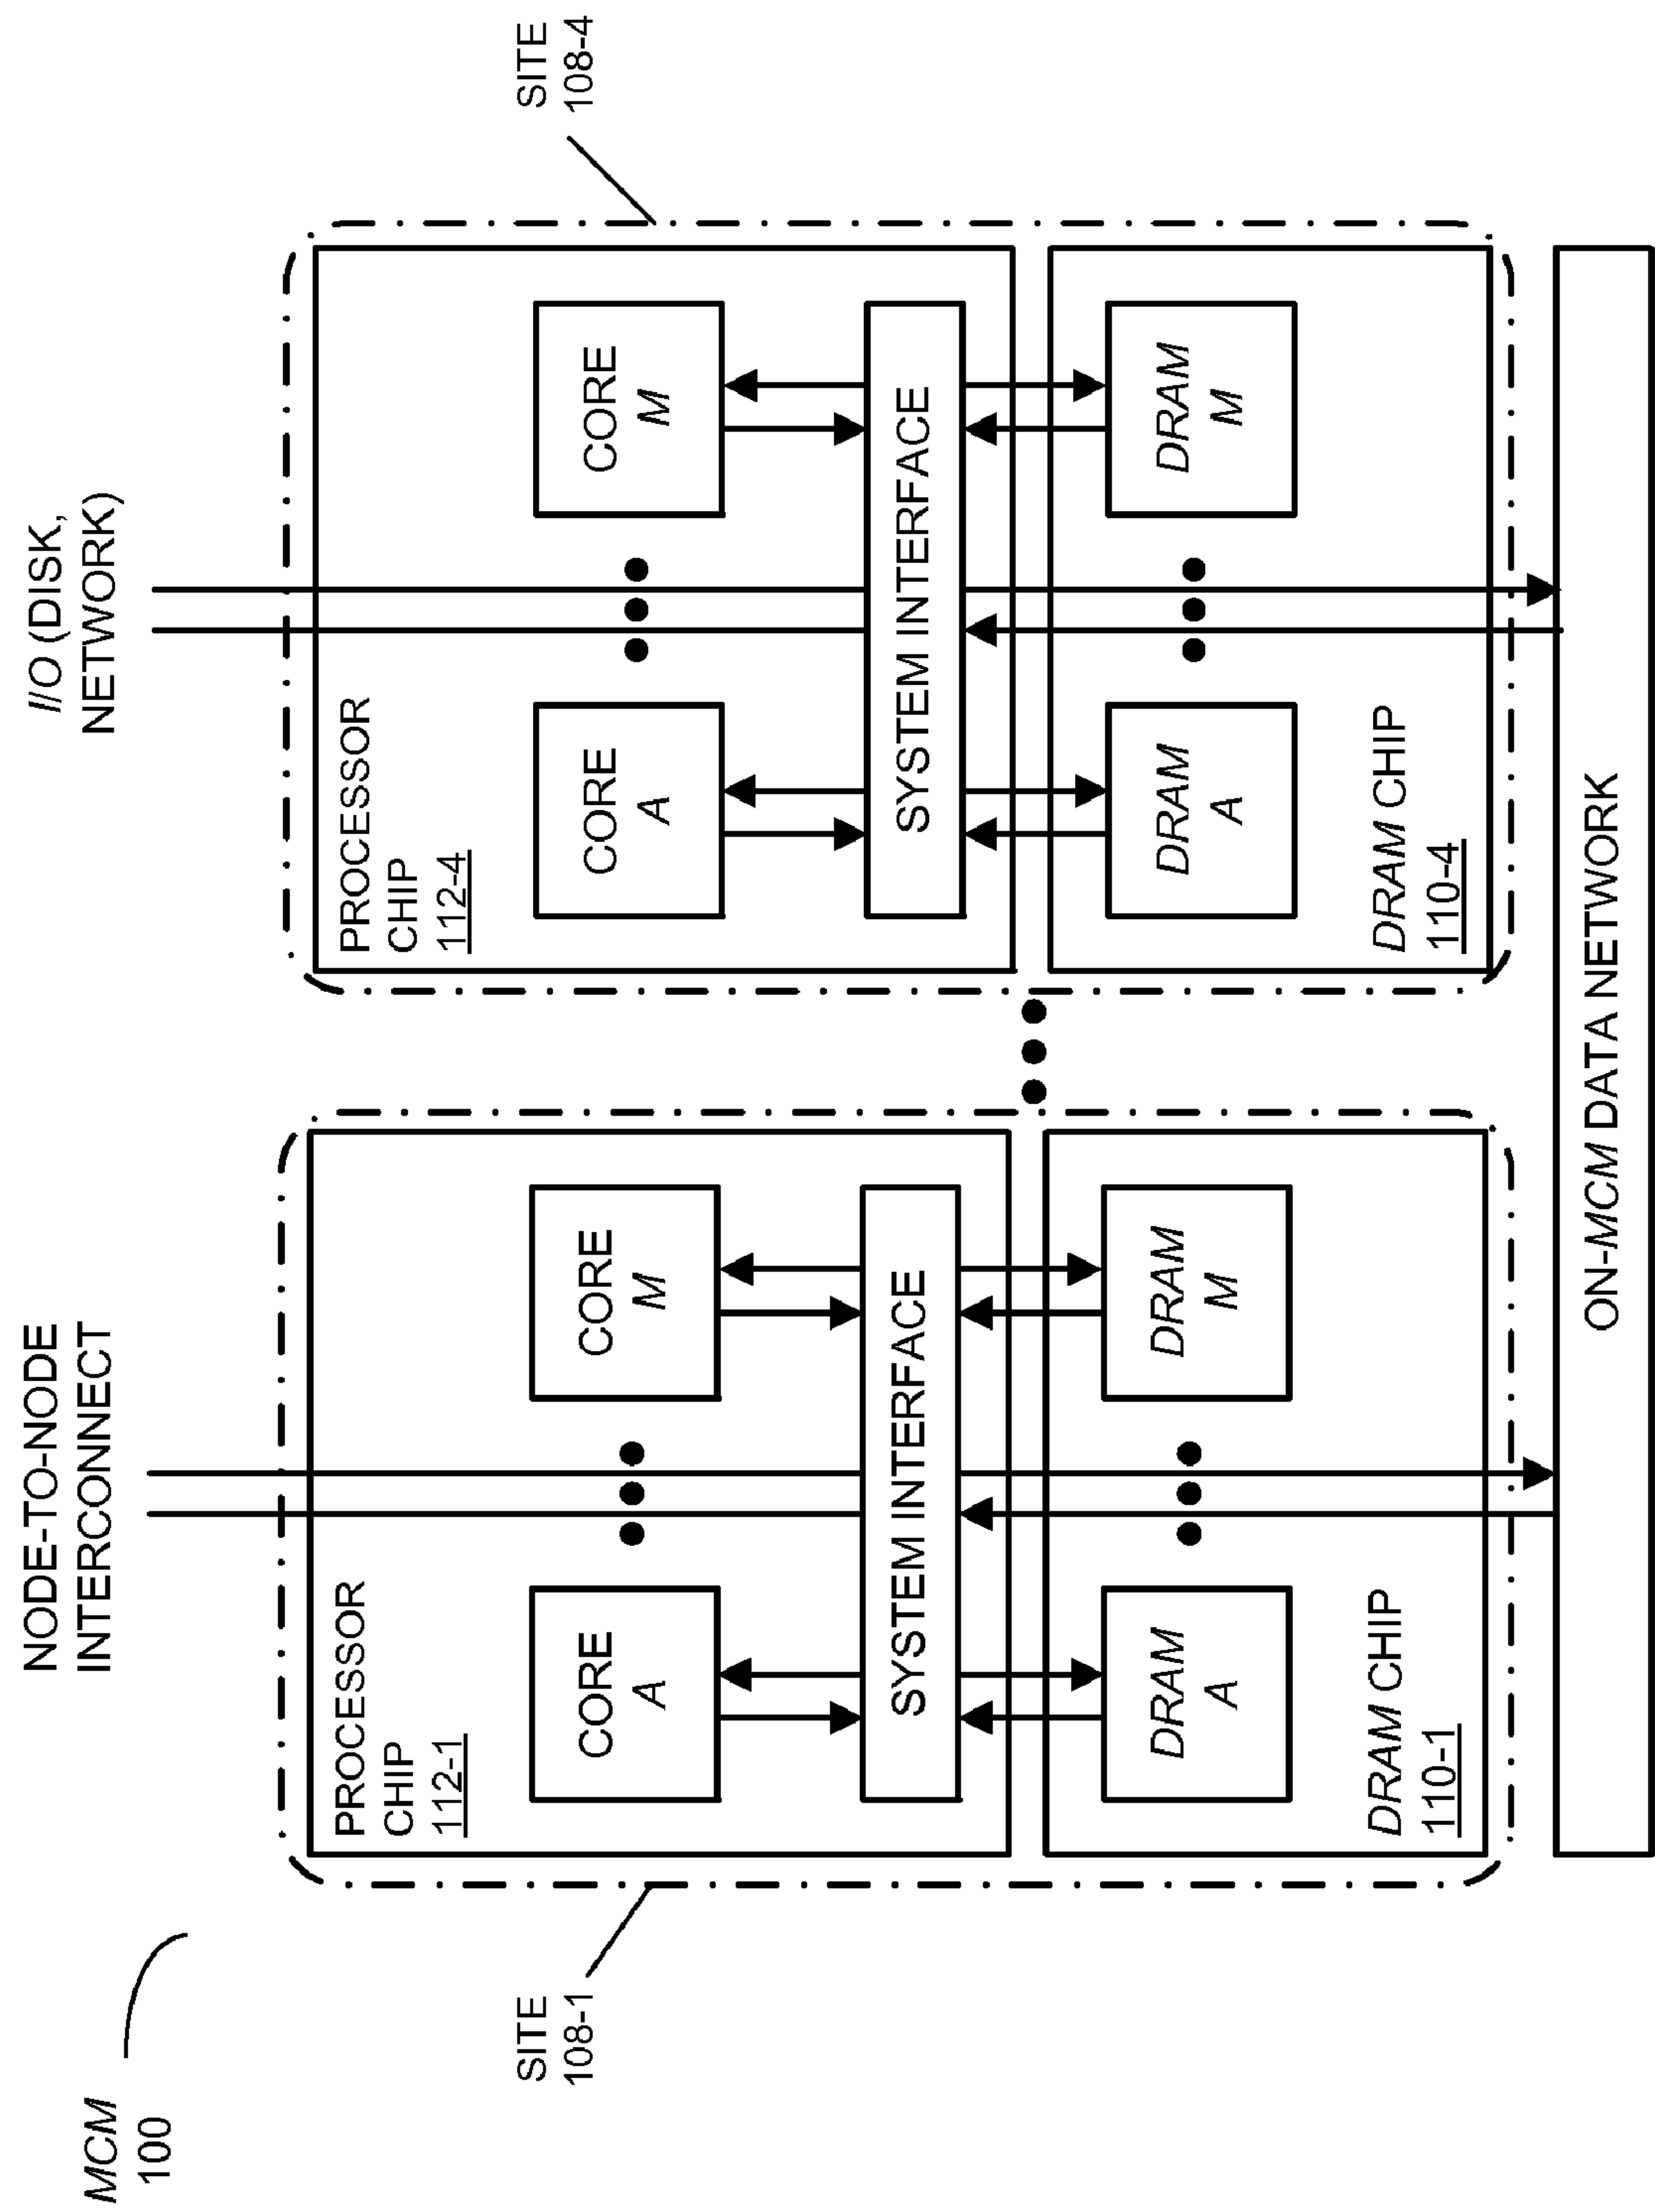 MCM
100
NODE-TO-NODE
INTERCONNECT
I/O (DISK,
NETWORK)
SITE
108-1
PROCESSOR
CHIP
112-1
CORE
A
CORE
M
SYSTEM INTERFACE
DRAM
A
DRAM
M
DRAM CHIP
110-1
SITE
108-4
PROCESSOR
CHIP
112-4
CORE
A
CORE
M
SYSTEM INTERFACE
DRAM
A
DRAM
M
DRAM CHIP
110-4
ON-MCM DATA NETWORK